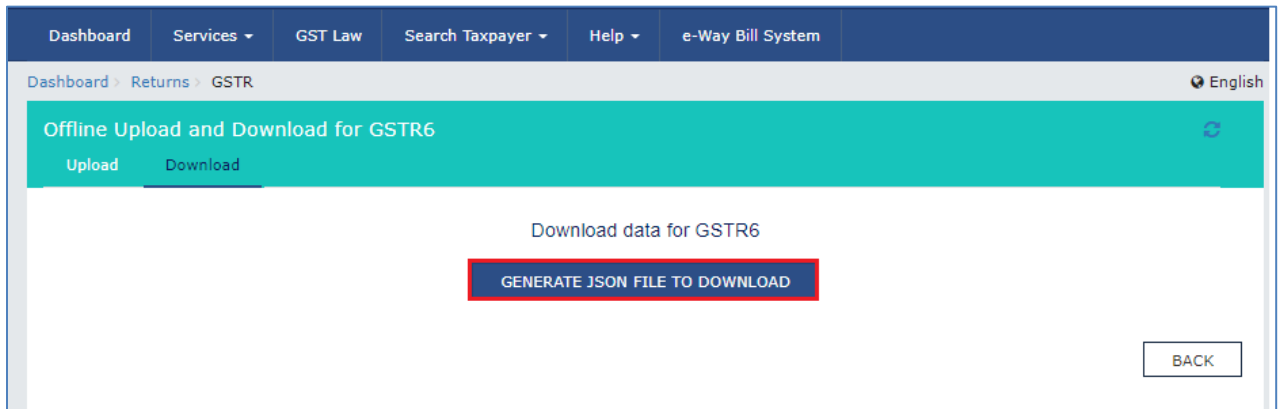 Dashboard Services GST Law Search Taxpayer Help e-Way Bill System
Dashboard > Returns > GSTR English
Offline Upload and Download for GSTR6
Upload Download
Download data for GSTR6
GENERATE JSON FILE TO DOWNLOAD
BACK